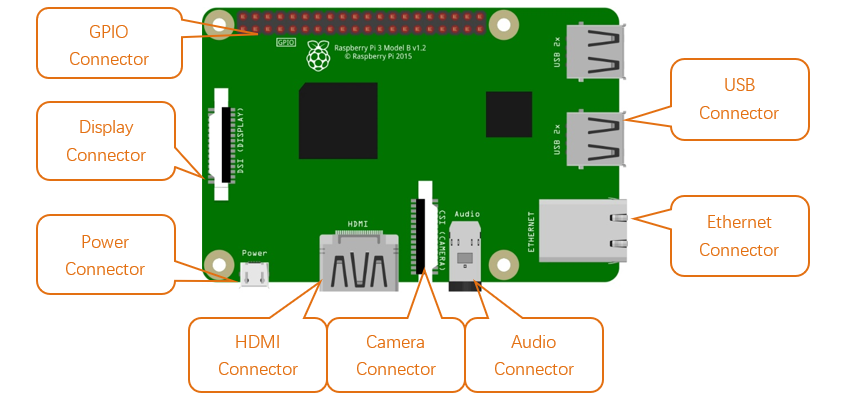 GPIO
Connector
GPIO
Raspberry Pi 3 Model B v1.2
© Raspberry Pi 2015
USB 2x
USB
Connector
Display
Connector
DSI (DISPLAY)
USB 2x
Power
Connector
HDMI
CSI (CAMERA)
Audio
ETHERNET
Ethernet
Connector
Power
HDMI
Connector
Camera
Connector
Audio
Connector